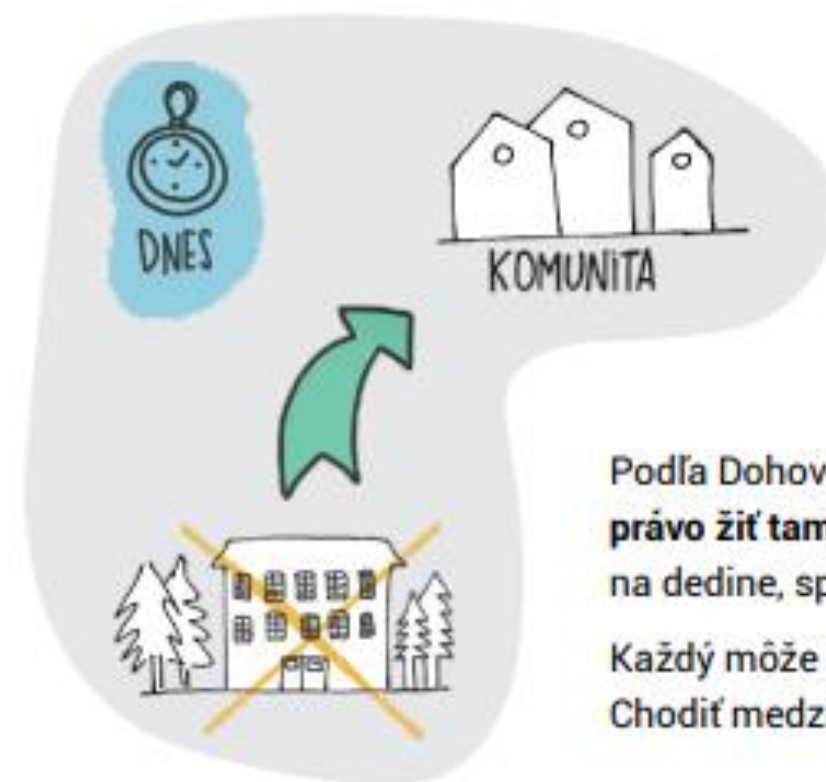 DNES
KOMUNITA
Podľa Dohov
právo žiť tam
na dedine, sp
Každý môže
Chodiť medz